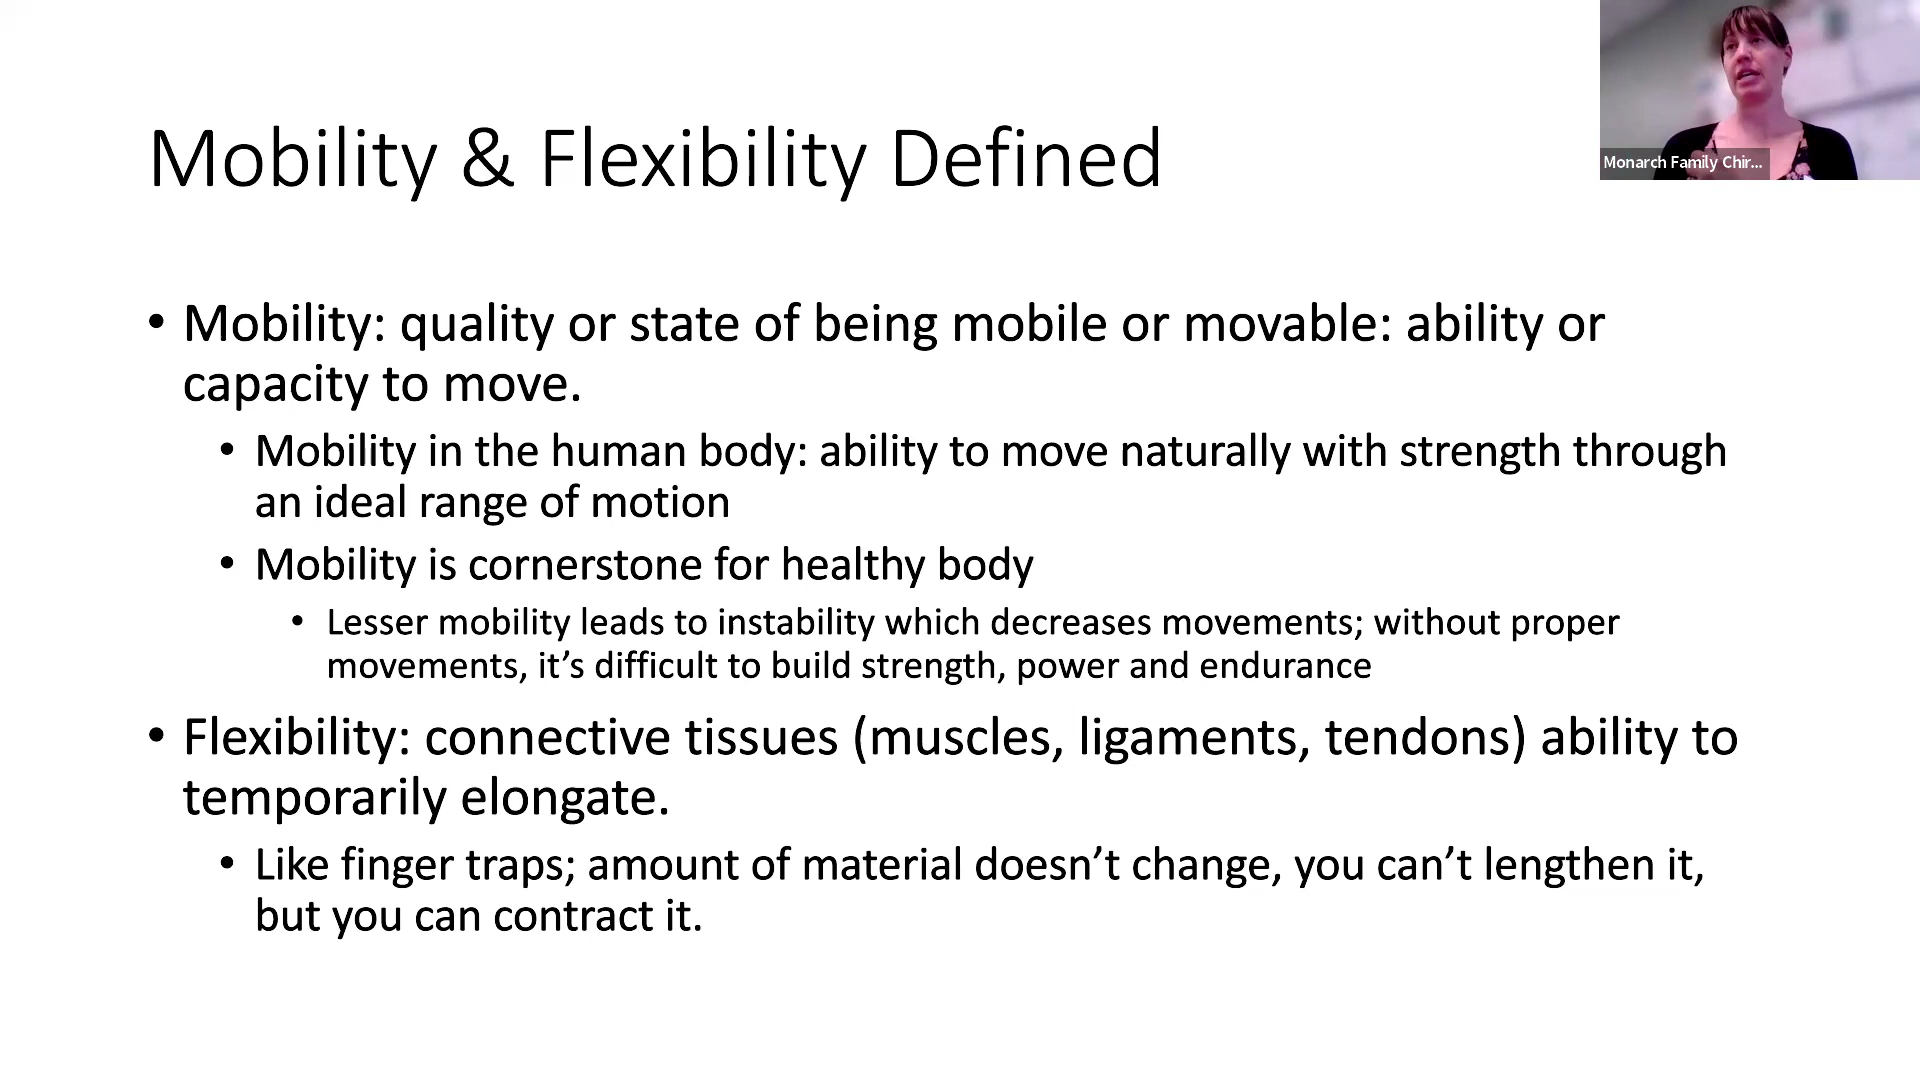 Mobility & Flexibility Defined
Monarch Family Chir...
• Mobility: quality or state of being mobile or movable: ability or
capacity to move.
• Mobility in the human body: ability to move naturally with strength through
an ideal range of motion
• Mobility is cornerstone for healthy body
• Lesser mobility leads to instability which decreases movements; without proper
movements, it’s difficult to build strength, power and endurance
• Flexibility: connective tissues (muscles, ligaments, tendons) ability to
temporarily elongate.
• Like finger traps; amount of material doesn’t change, you can’t lengthen it,
but you can contract it.